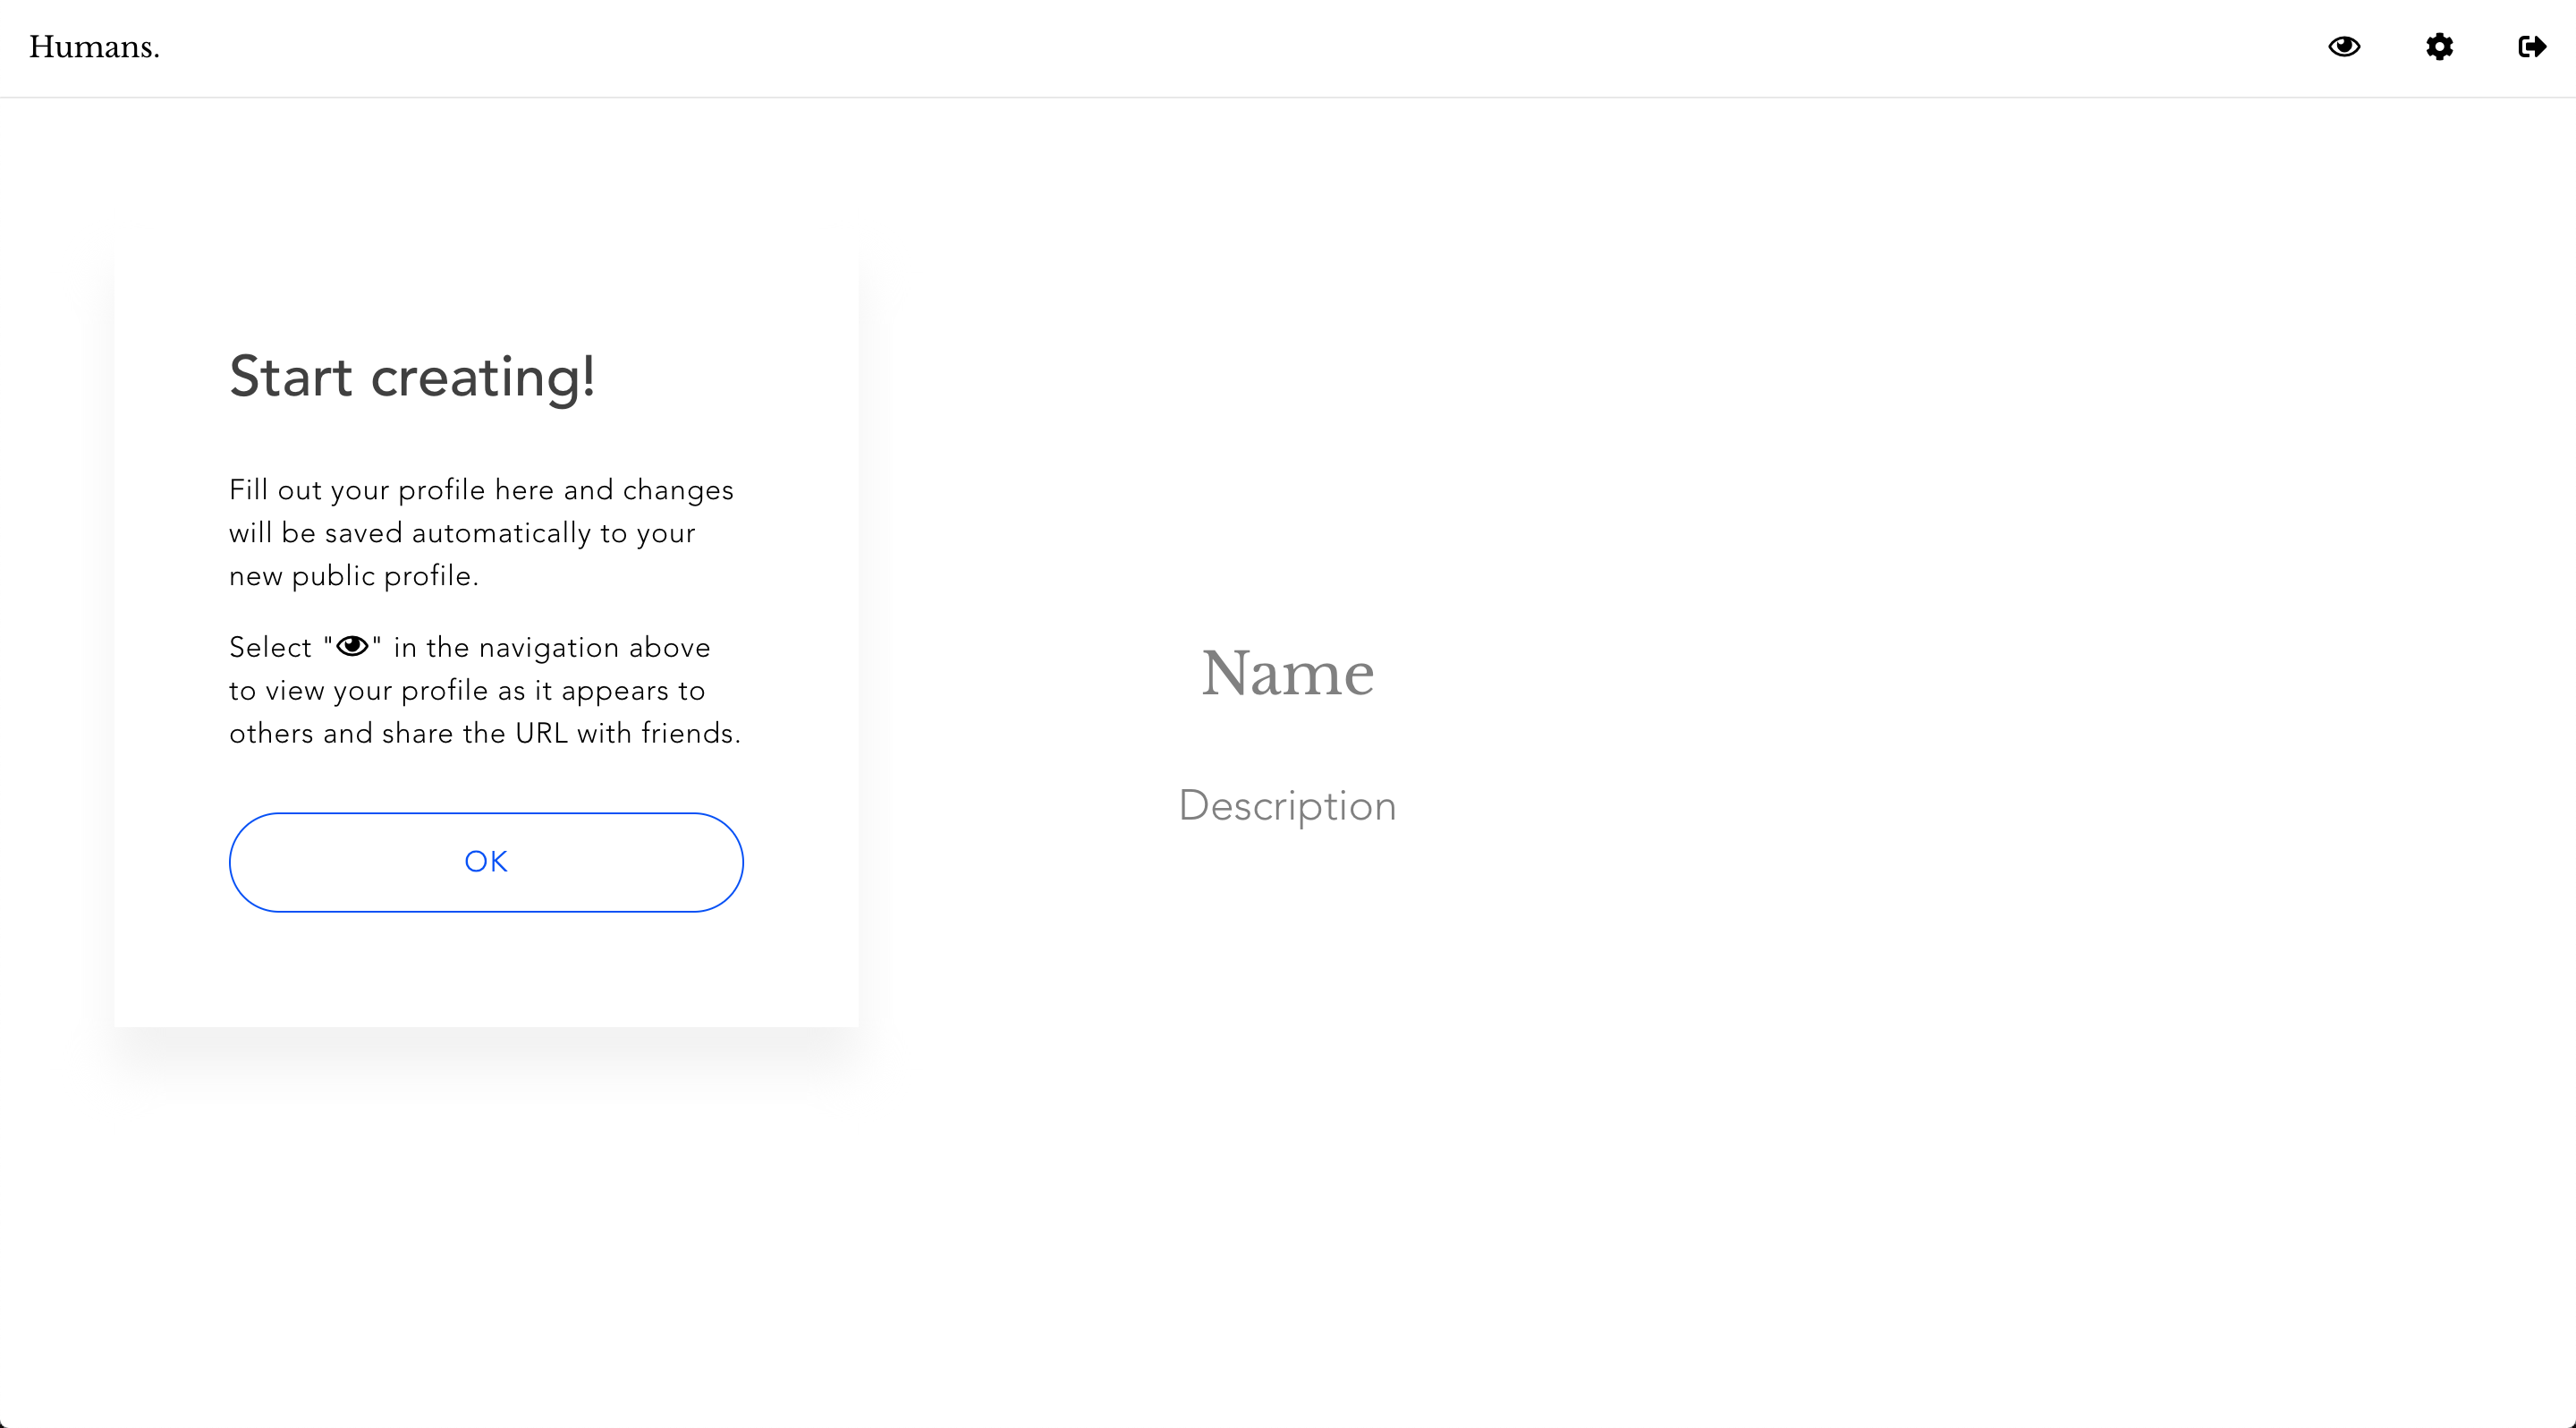 Humans.
Start creating!
Fill out your profile here and changes
will be saved automatically to your
new public profile.
Select "" in the navigation above
to view your profile as it appears to
others and share the URL with friends.
OK
Name
Description